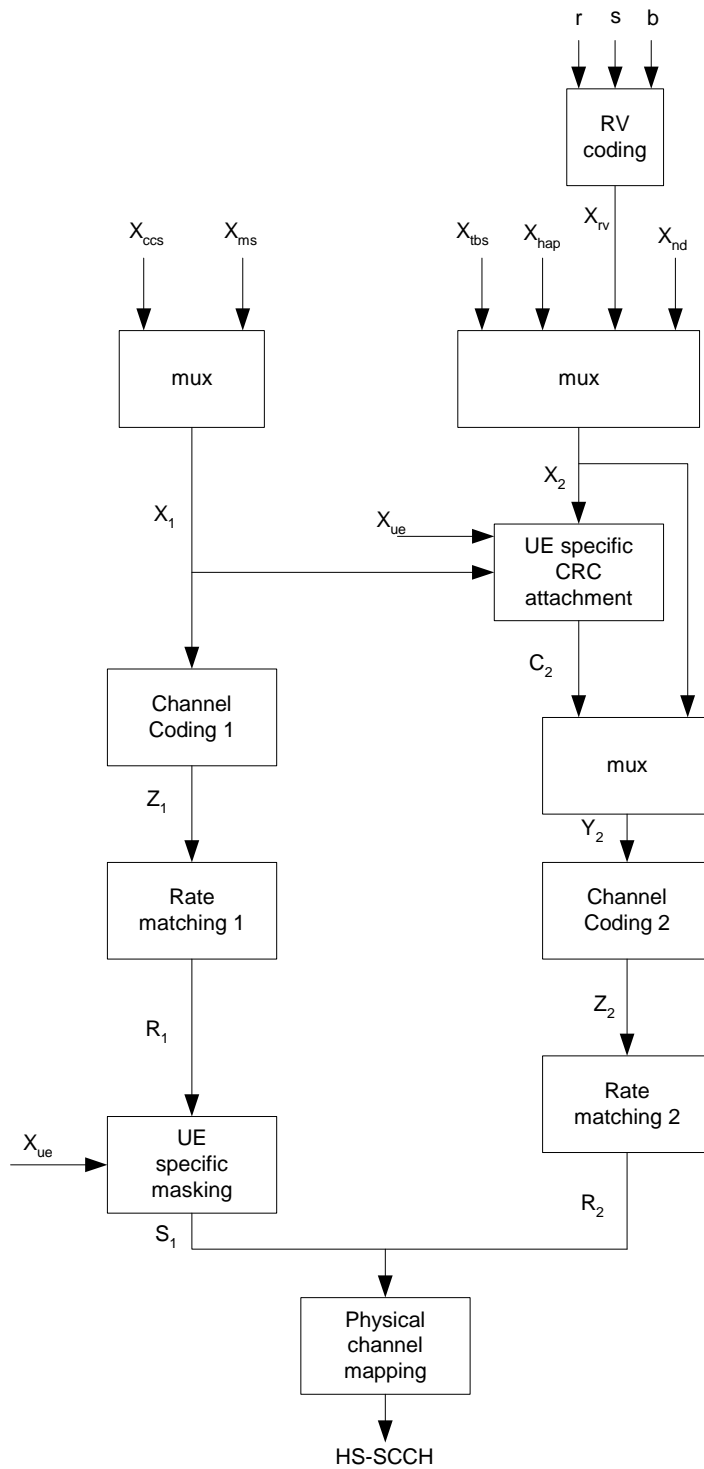 r s b
RV
coding
X_ccs X_ms X_tbs X_hap X_rv X_nd
mux mux
X_1 X_2
X_ue
UE specific
CRC
attachment
C_2
Channel
Coding 1
mux
Z_1
Y_2
Rate
matching 1
Channel
Coding 2
R_1
Z_2
Rate
matching 2
X_ue
UE
specific
masking
S_1
R_2
Physical
channel
mapping
HS-SCCH